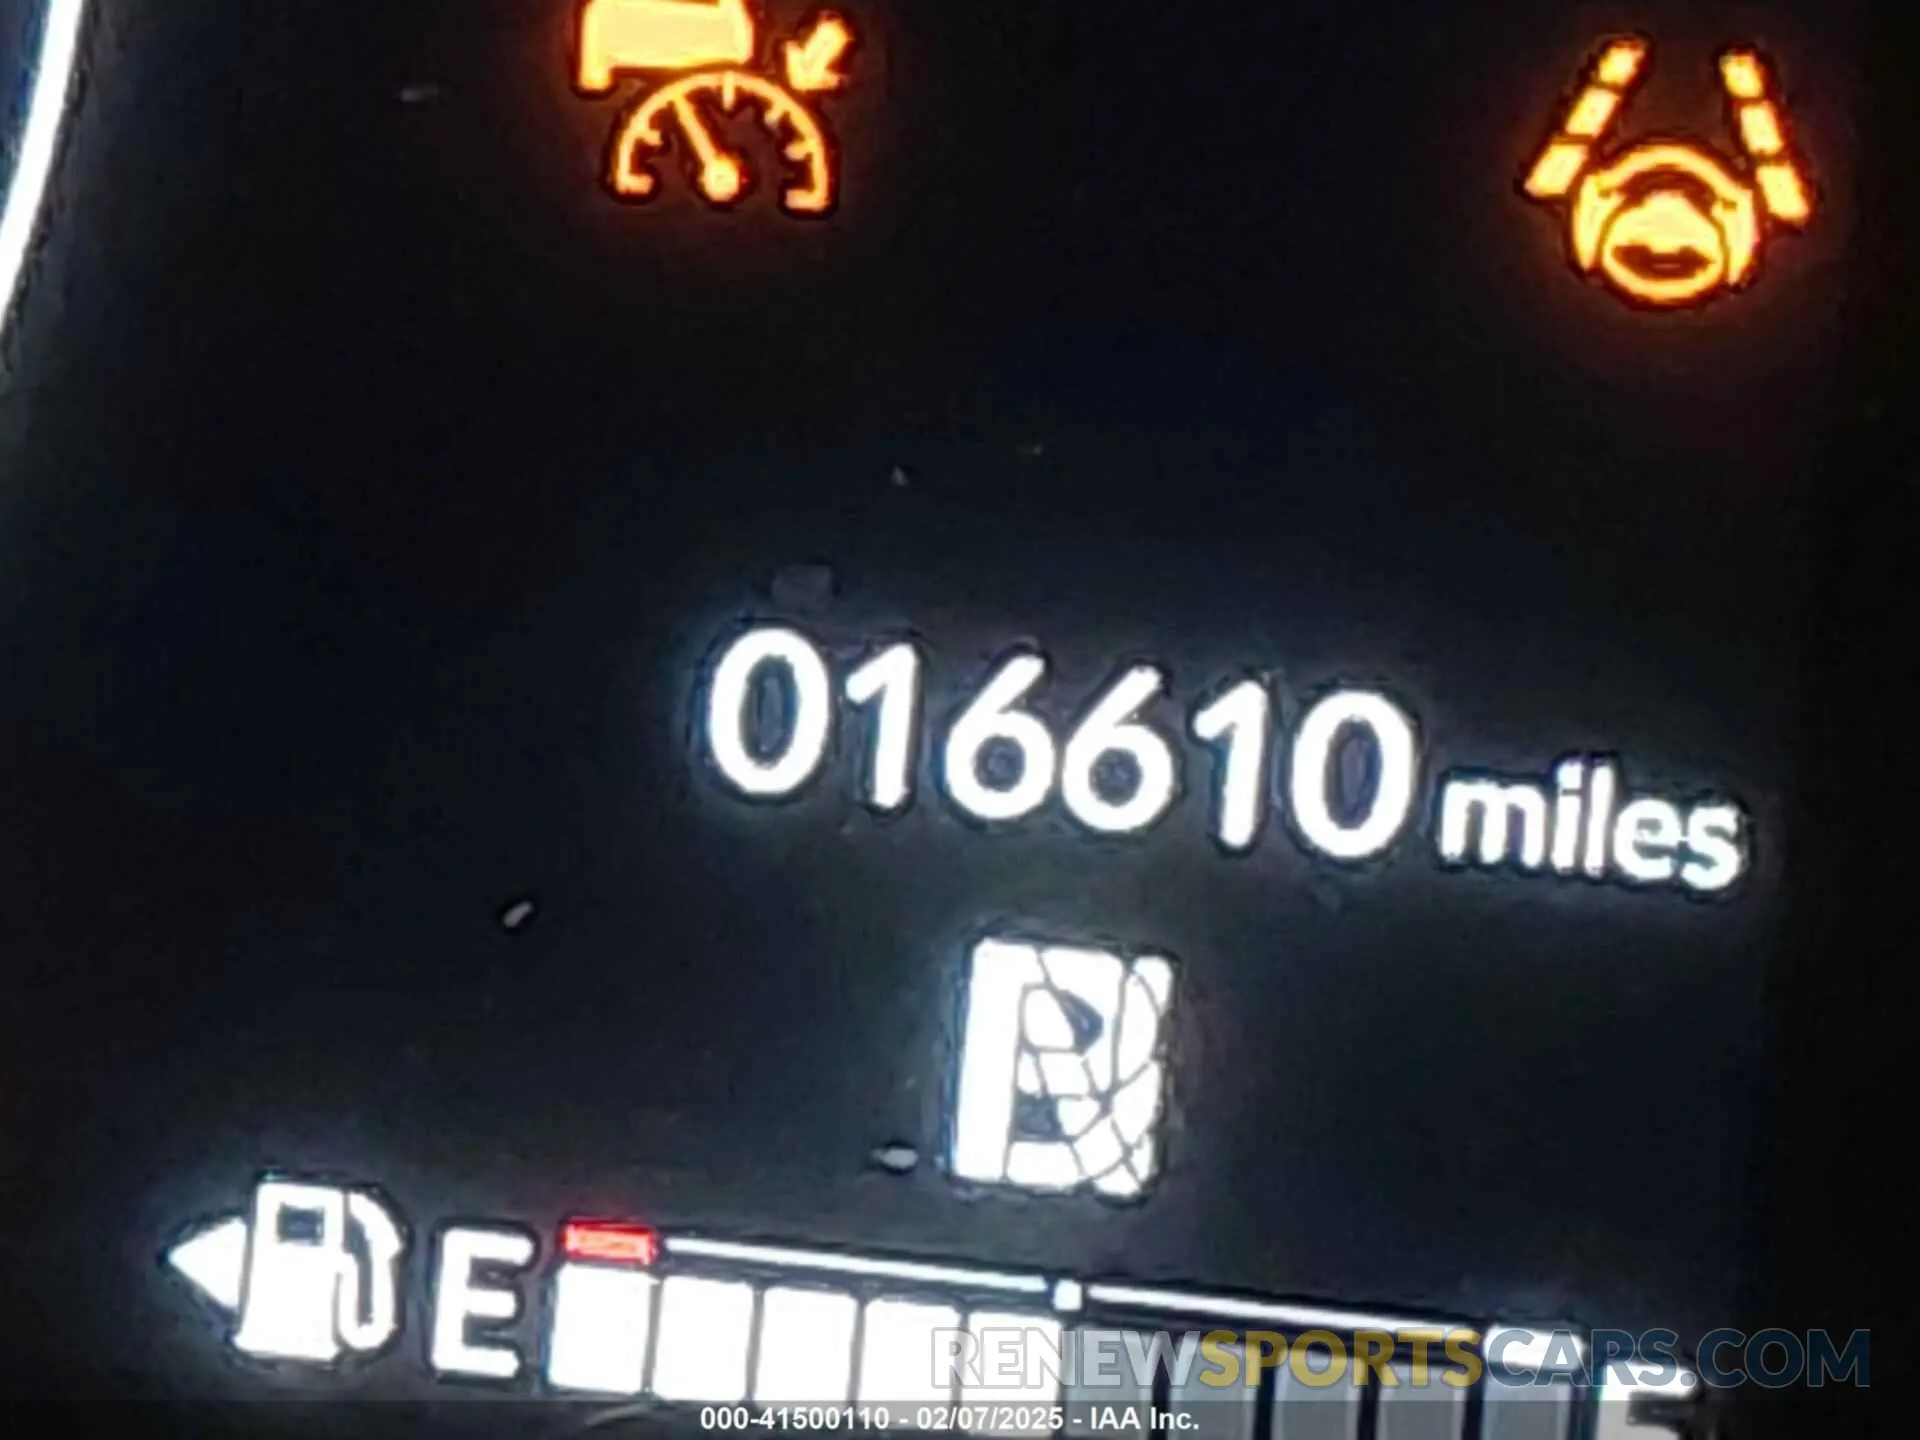 016610 miles
E
RENEWSPORTSCARS.COM
000-41500110 - 02/07/2025 - IAA Inc.